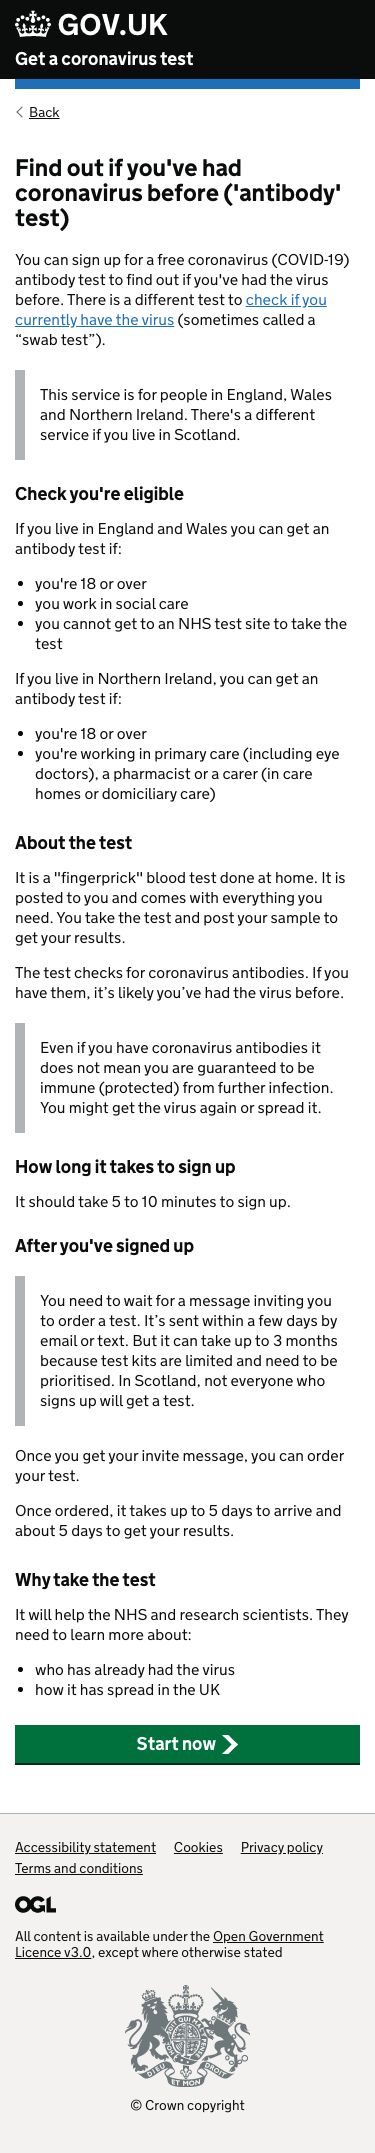 GOV.UK
Get a coronavirus test
Back
Find out if you've had
coronavirus before ('antibody'
test)
You can sign up for a free coronavirus (COVID-19)
antibody test to find out if you've had the virus
before. There is a different test to check if you
currently have the virus (sometimes called a
“swab test”).
This service is for people in England, Wales
and Northern Ireland. There's a different
service if you live in Scotland.
Check you're eligible
If you live in England and Wales you can get an
antibody test if:
• you're 18 or over
• you work in social care
• you cannot get to an NHS test site to take the
test
If you live in Northern Ireland, you can get an
antibody test if:
• you're 18 or over
• you're working in primary care (including eye
doctors), a pharmacist or a carer (in care
homes or domiciliary care)
About the test
It is a "fingerprick" blood test done at home. It is
posted to you and comes with everything you
need. You take the test and post your sample to
get your results.
The test checks for coronavirus antibodies. If you
have them, it’s likely you’ve had the virus before.
Even if you have coronavirus antibodies it
does not mean you are guaranteed to be
immune (protected) from further infection.
You might get the virus again or spread it.
How long it takes to sign up
It should take 5 to 10 minutes to sign up.
After you've signed up
You need to wait for a message inviting you
to order a test. It’s sent within a few days by
email or text. But it can take up to 3 months
because test kits are limited and need to be
prioritised. In Scotland, not everyone who
signs up will get a test.
Once you get your invite message, you can order
your test.
Once ordered, it takes up to 5 days to arrive and
about 5 days to get your results.
Why take the test
It will help the NHS and research scientists. They
need to learn more about:
• who has already had the virus
• how it has spread in the UK
Start now
Accessibility statement Cookies Privacy policy
Terms and conditions
OGL
All content is available under the Open Government
Licence v3.0, except where otherwise stated
DIEU ET MON DROIT
© Crown copyright